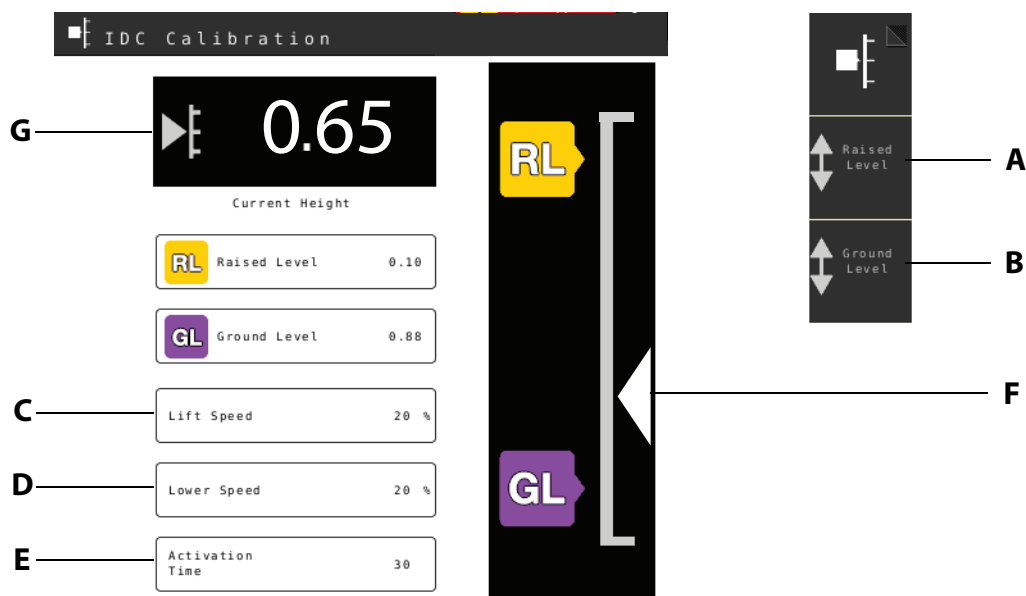 IDC Calibration
G
0.65
Current Height
RL
Raised Level 0.10
GL
Ground Level 0.88
C
Lift Speed 20 %
D
Lower Speed 20 %
E
Activation
Time 30
RL
GL
F
Raised
Level
A
Ground
Level
B